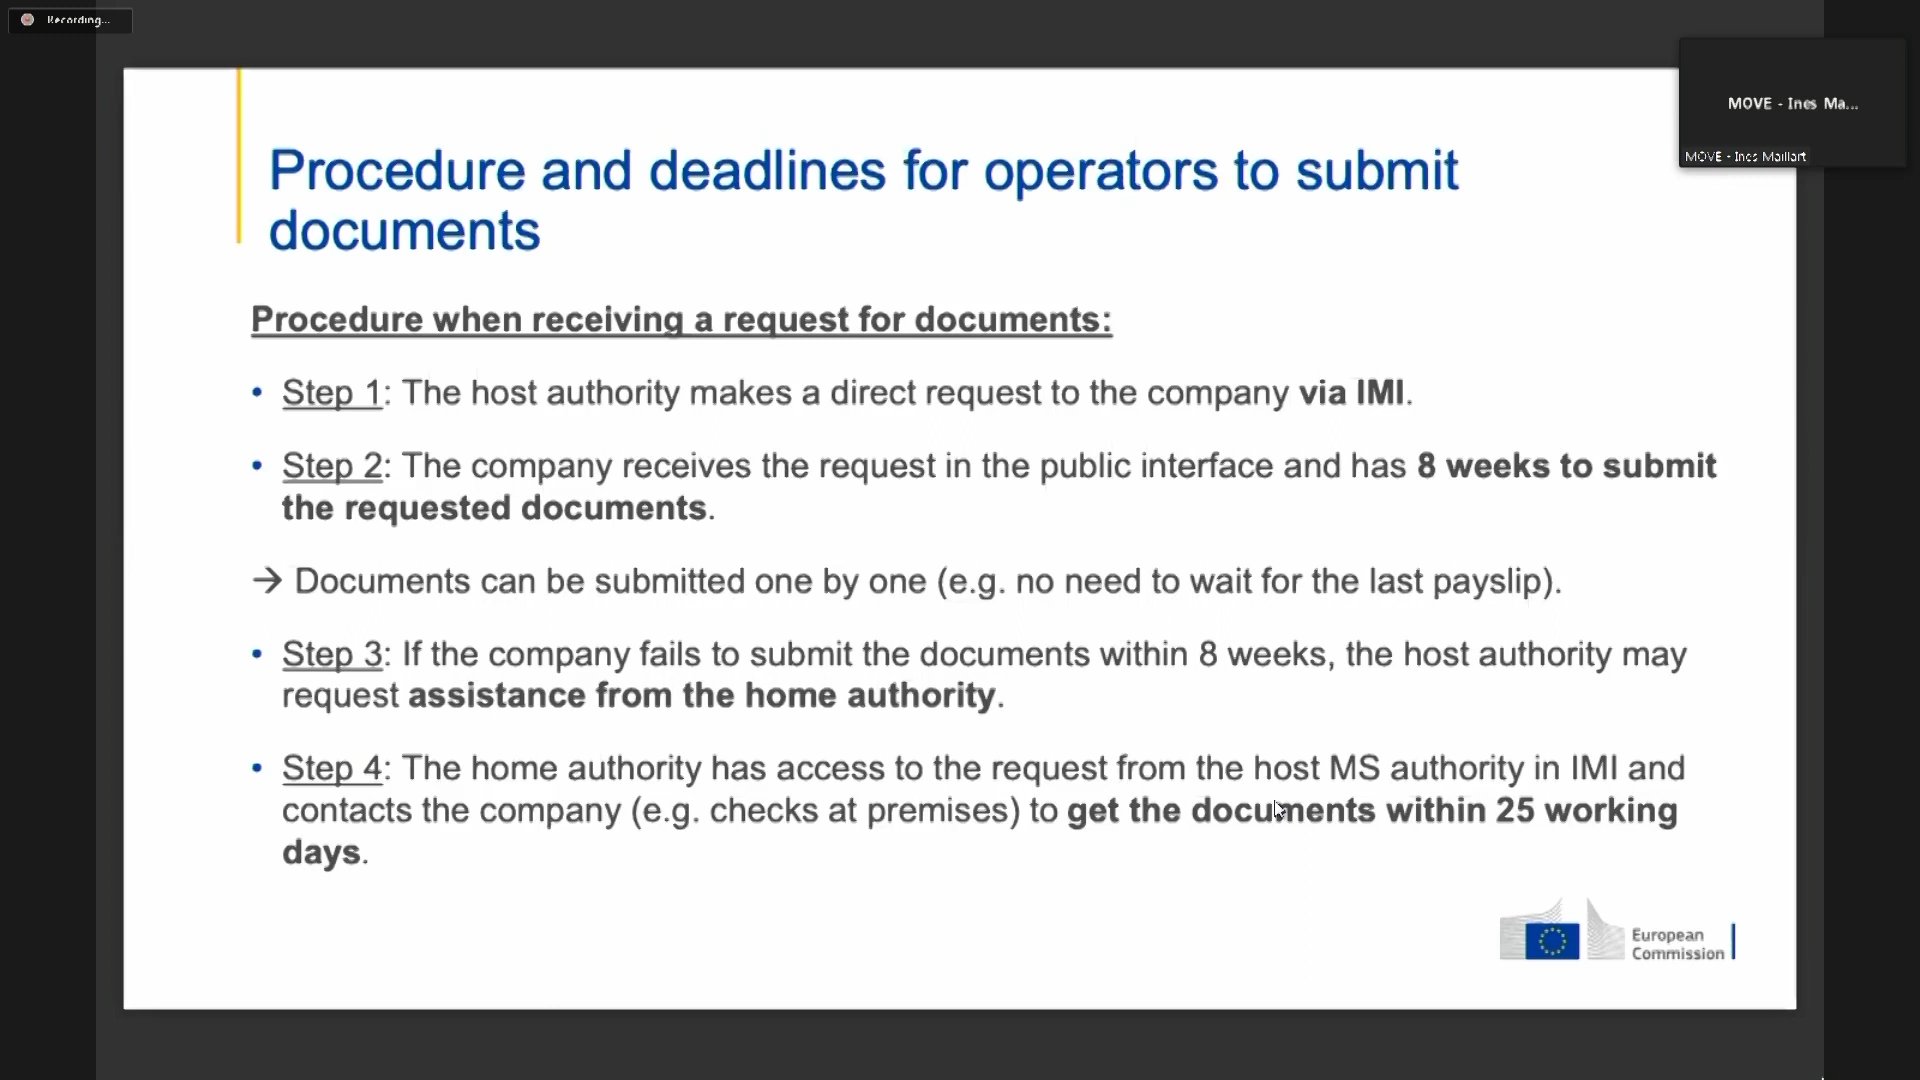 Recording...
MOVE - Ines Ma...
MOVE - Ines Maillart
Procedure and deadlines for operators to submit
documents
Procedure when receiving a request for documents:
• Step 1: The host authority makes a direct request to the company via IMI.
• Step 2: The company receives the request in the public interface and has 8 weeks to submit
the requested documents.
→ Documents can be submitted one by one (e.g. no need to wait for the last payslip).
• Step 3: If the company fails to submit the documents within 8 weeks, the host authority may
request assistance from the home authority.
• Step 4: The home authority has access to the request from the host MS authority in IMI and
contacts the company (e.g. checks at premises) to get the documents within 25 working
days.
European
Commission